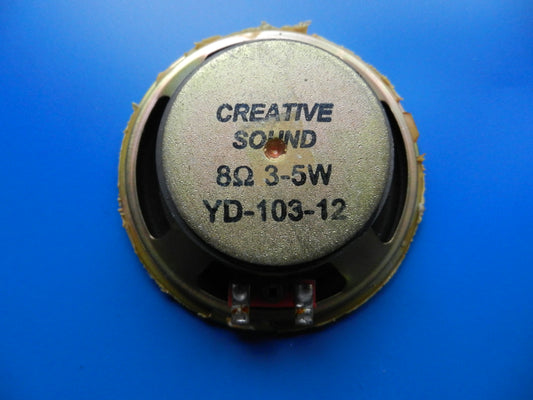 CREATIVE
SOUND
8Ω 3-5W
YD-103-12